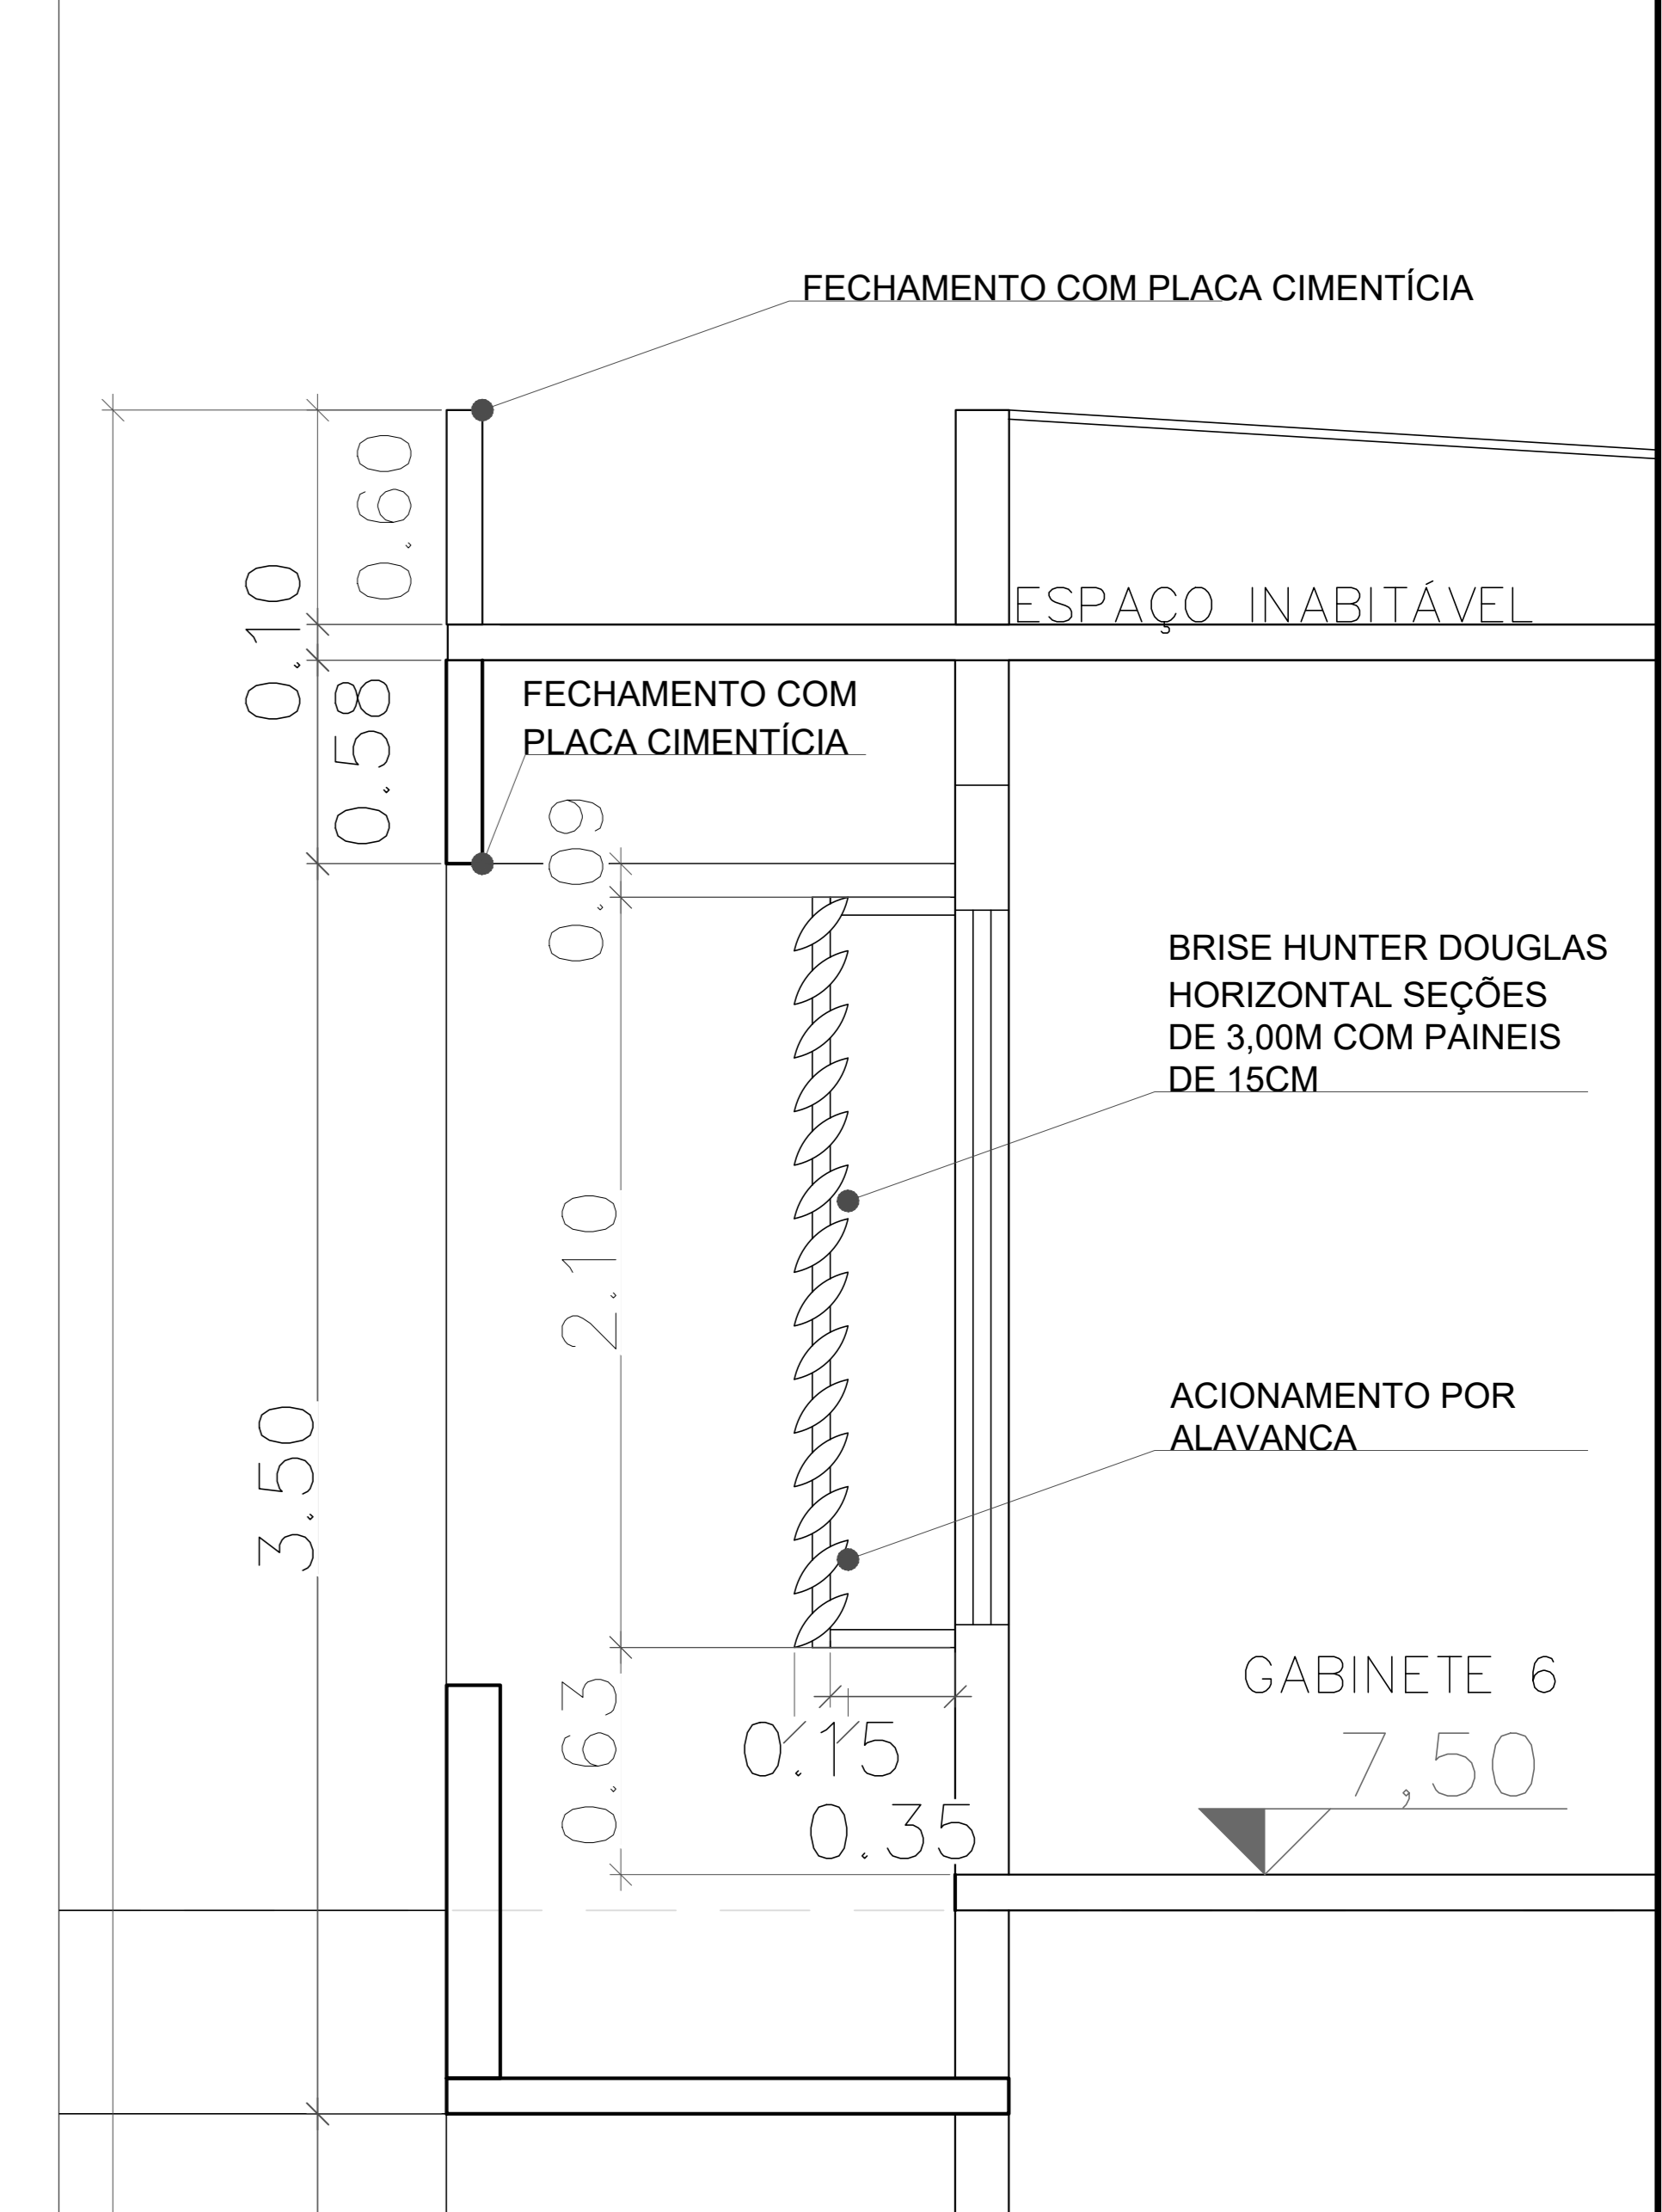 FECHAMENTO COM PLACA CIMENTÍCIA
0.60
ESPAÇO INABITÁVEL
0.10
0.58
FECHAMENTO COM
PLACA CIMENTÍCIA
0.09
BRISE HUNTER DOUGLAS
HORIZONTAL SEÇÕES
DE 3,00M COM PAINEIS
DE 15CM
2.10
3.50
ACIONAMENTO POR
ALAVANCA
0.63
GABINETE 6
7,50
0.15
0.35